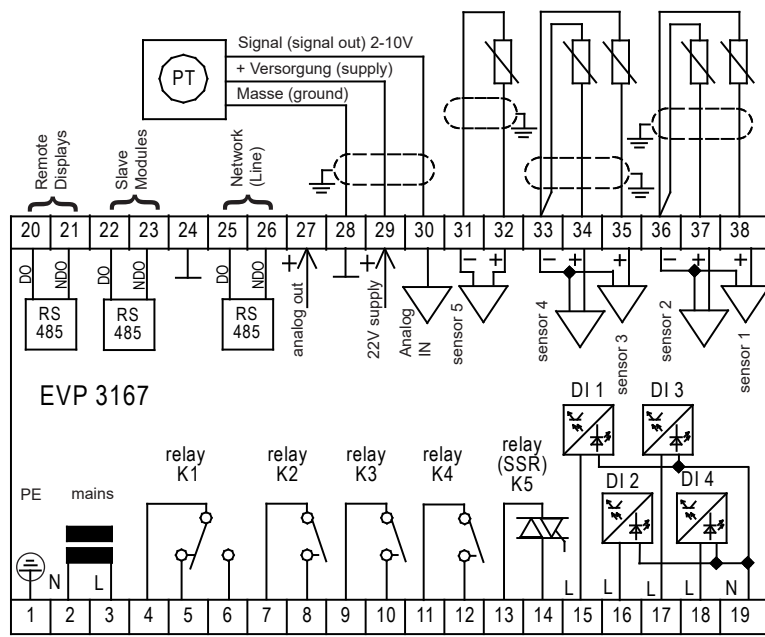 Signal (signal out) 2-10V
+ Versorgung (supply)
Masse (ground)
PT
Remote
Displays
Slave
Modules
Network
(Line)
20 21 22 23 24 25 26 27 28 29 30 31 32 33 34 35 36 37 38
DO NDO DO NDO DO NDO + + − + − + + − + +
RS
485
RS
485
RS
485
analog out
22V supply
Analog
IN
sensor 5
sensor 4
sensor 3
sensor 2
sensor 1
EVP 3167
DI 1 DI 3
DI 2 DI 4
PE
mains
relay
K1
relay
K2
relay
K3
relay
K4
relay
(SSR)
K5
N L L L L L N
1 2 3 4 5 6 7 8 9 10 11 12 13 14 15 16 17 18 19